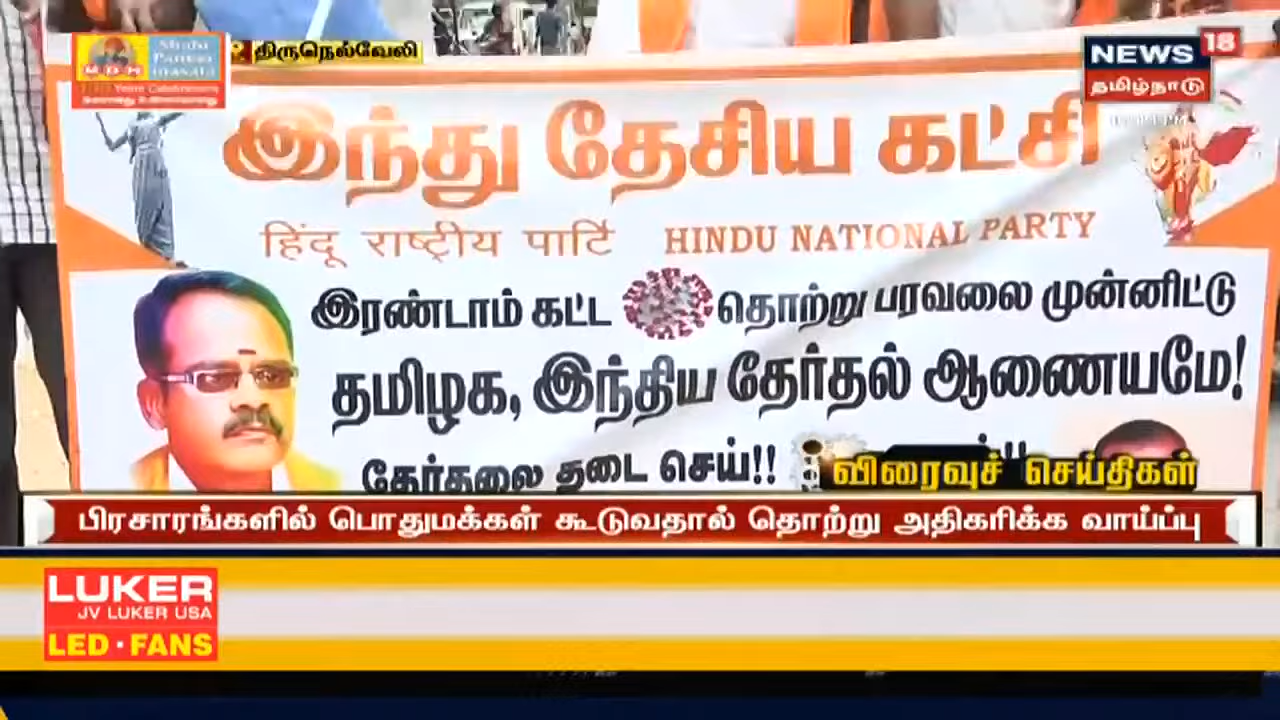 திருநெல்வேலி
NEWS 18
தமிழ்நாடு
MDH
இந்து தேசிய கட்சி
हिंदू राष्ट्रीय पार्टि HINDU NATIONAL PARTY
இரண்டாம் கட்ட தொற்று பரவலை முன்னிட்டு
தமிழக, இந்திய தேர்தல் ஆணையமே!
தேர்தலை தடை செய்!!
விரைவுச் செய்திகள்
பிரசாரங்களில் பொதுமக்கள் கூடுவதால் தொற்று அதிகரிக்க வாய்ப்பு
LUKER
JV LUKER USA
LED · FANS